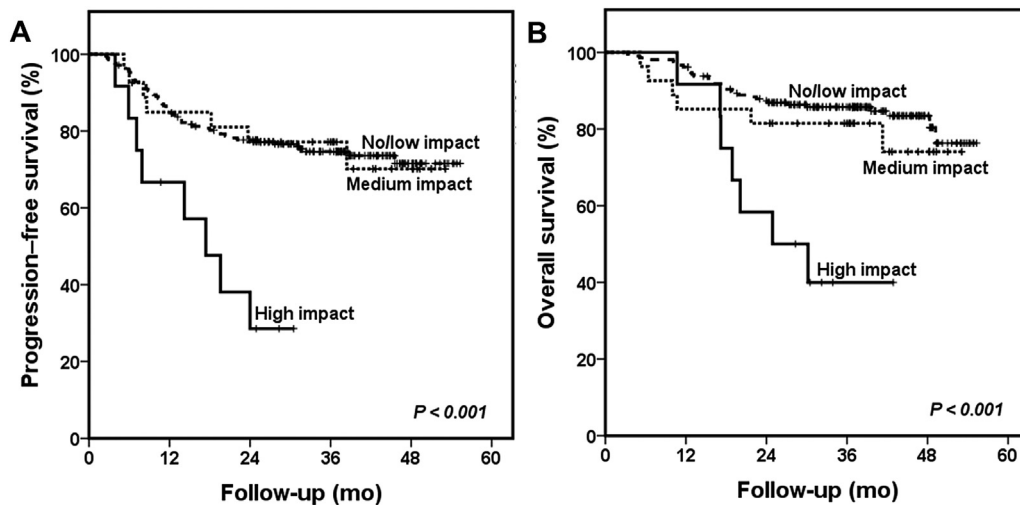 A
Progression–free survival (%)
100
80
60
40
20
0
No/low impact
Medium impact
High impact
P < 0.001
0 12 24 36 48 60
Follow-up (mo)
B
Overall survival (%)
100
80
60
40
20
0
No/low impact
Medium impact
High impact
P < 0.001
0 12 24 36 48 60
Follow-up (mo)